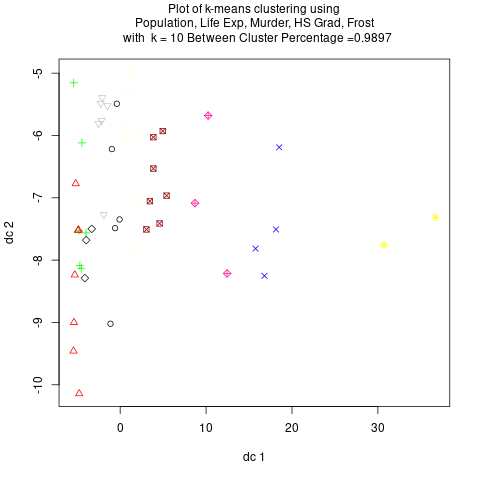 Plot of k-means clustering using
Population, Life Exp, Murder, HS Grad, Frost
with k = 10 Between Cluster Percentage =0.9897
-5
-6
-7
-8
-9
-10
dc 2
0
10
20
30
dc 1